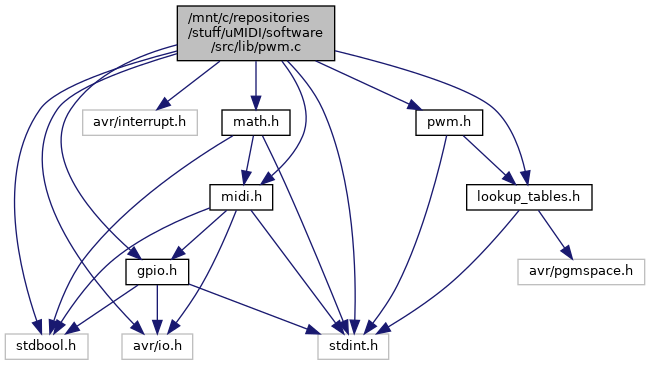 /mnt/c/repositories
/stuff/uMIDI/software
/src/lib/pwm.c
avr/interrupt.h
math.h
pwm.h
midi.h
lookup_tables.h
gpio.h
avr/pgmspace.h
stdbool.h
avr/io.h
stdint.h